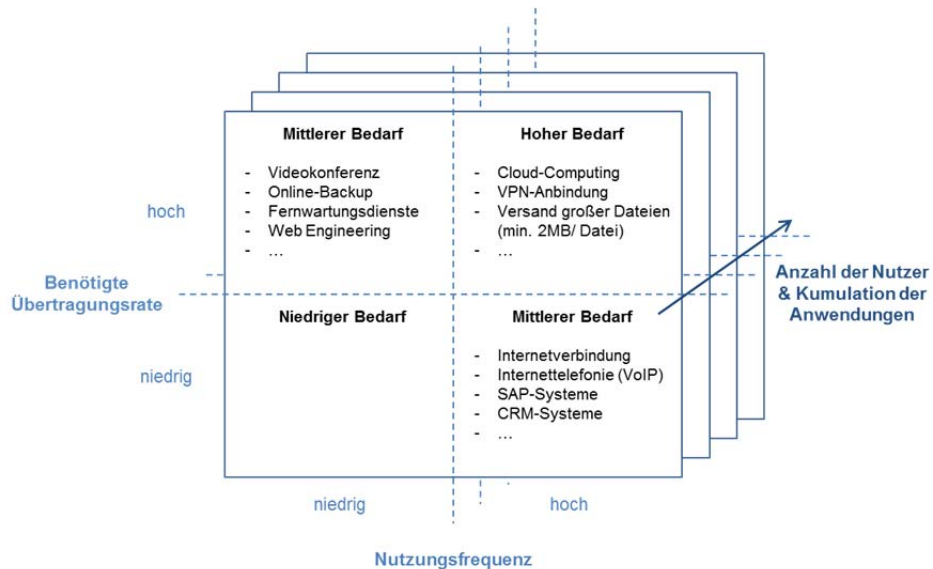 Mittlerer Bedarf
- Videokonferenz
- Online-Backup
- Fernwartungsdienste
- Web Engineering
- …
Hoher Bedarf
- Cloud-Computing
- VPN-Anbindung
- Versand großer Dateien
(min. 2MB/ Datei)
- …
hoch
Benötigte
Übertragungsrate
niedrig
Niedriger Bedarf
Mittlerer Bedarf
- Internetverbindung
- Internettelefonie (VoIP)
- SAP-Systeme
- CRM-Systeme
- …
Anzahl der Nutzer
& Kumulation der
Anwendungen
niedrig
hoch
Nutzungsfrequenz